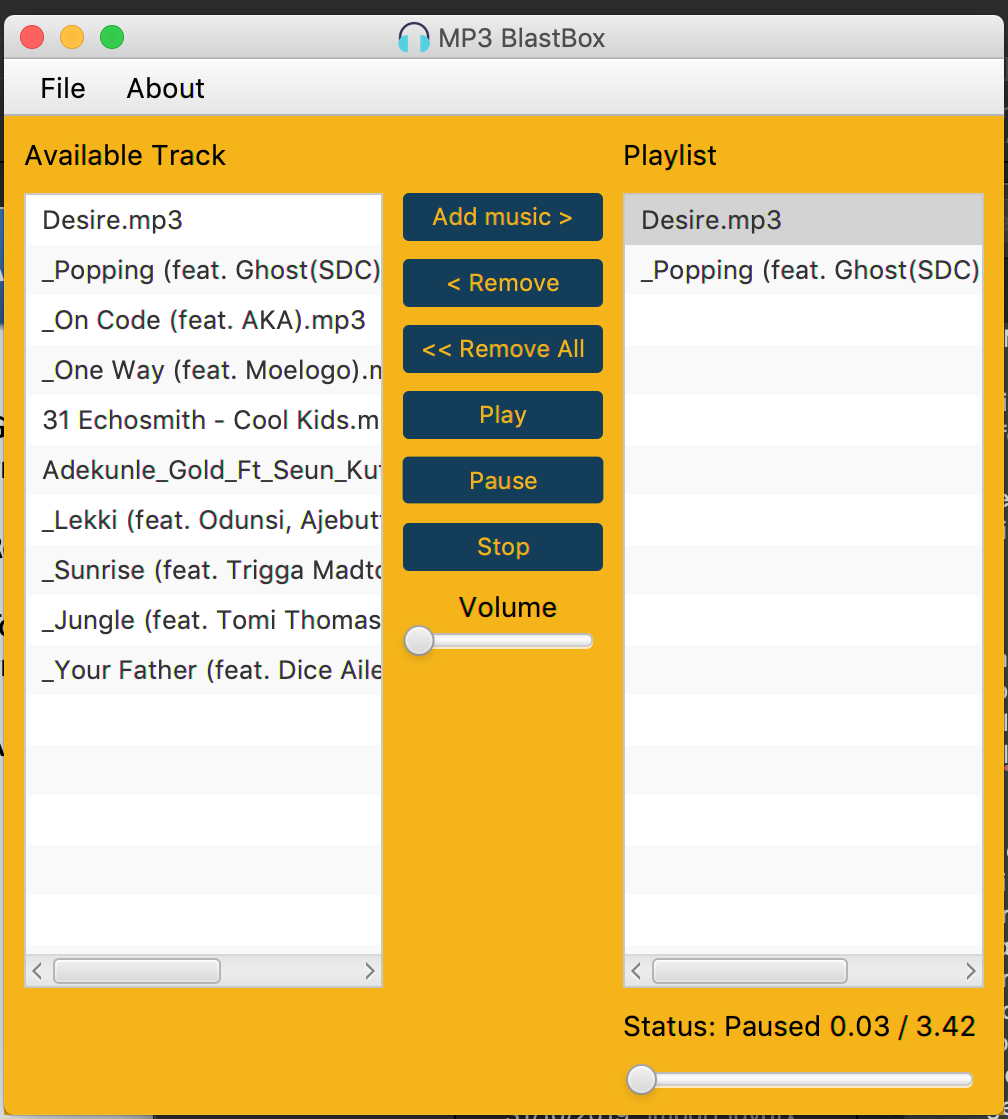 MP3 BlastBox
File About
Available Track
Desire.mp3
_Popping (feat. Ghost(SDC)
_On Code (feat. AKA).mp3
_One Way (feat. Moelogo).m
31 Echosmith - Cool Kids.m
Adekunle_Gold_Ft_Seun_Ku
_Lekki (feat. Odunsi, Ajebut
_Sunrise (feat. Trigga Madto
_Jungle (feat. Tomi Thomas
_Your Father (feat. Dice Aile
Add music >
< Remove
<< Remove All
Play
Pause
Stop
Volume
Playlist
Desire.mp3
_Popping (feat. Ghost(SDC)
Status: Paused 0.03 / 3.42